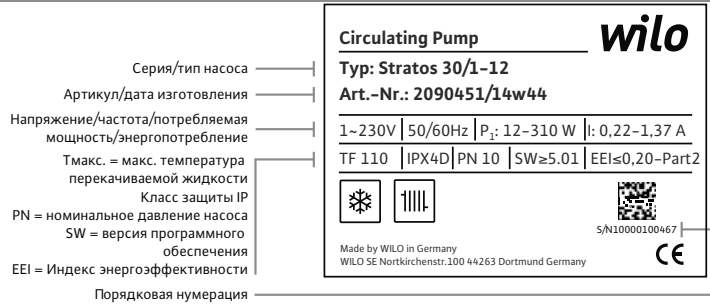 Серия/тип насоса
Артикул/дата изготовления
Напряжение/частота/потребляемая
мощность/энергопотребление
Тмакс. = макс. температура
перекачиваемой жидкости
Класс защиты IP
PN = номинальное давление насоса
SW = версия программного
обеспечения
EEI = Индекс энергоэффективности
Порядковая нумерация
wilo
Circulating Pump
Typ: Stratos 30/1-12
Art.-Nr.: 2090451/14w44
1~230V 50/60Hz P1: 12-310 W I: 0,22-1,37 A
TF 110 IPX4D PN 10 SW≥5.01 EEI≤0,20-Part2
S/N10000100467
Made by WILO in Germany
WILO SE Nortkirchenstr.100 44263 Dortmund Germany
CE